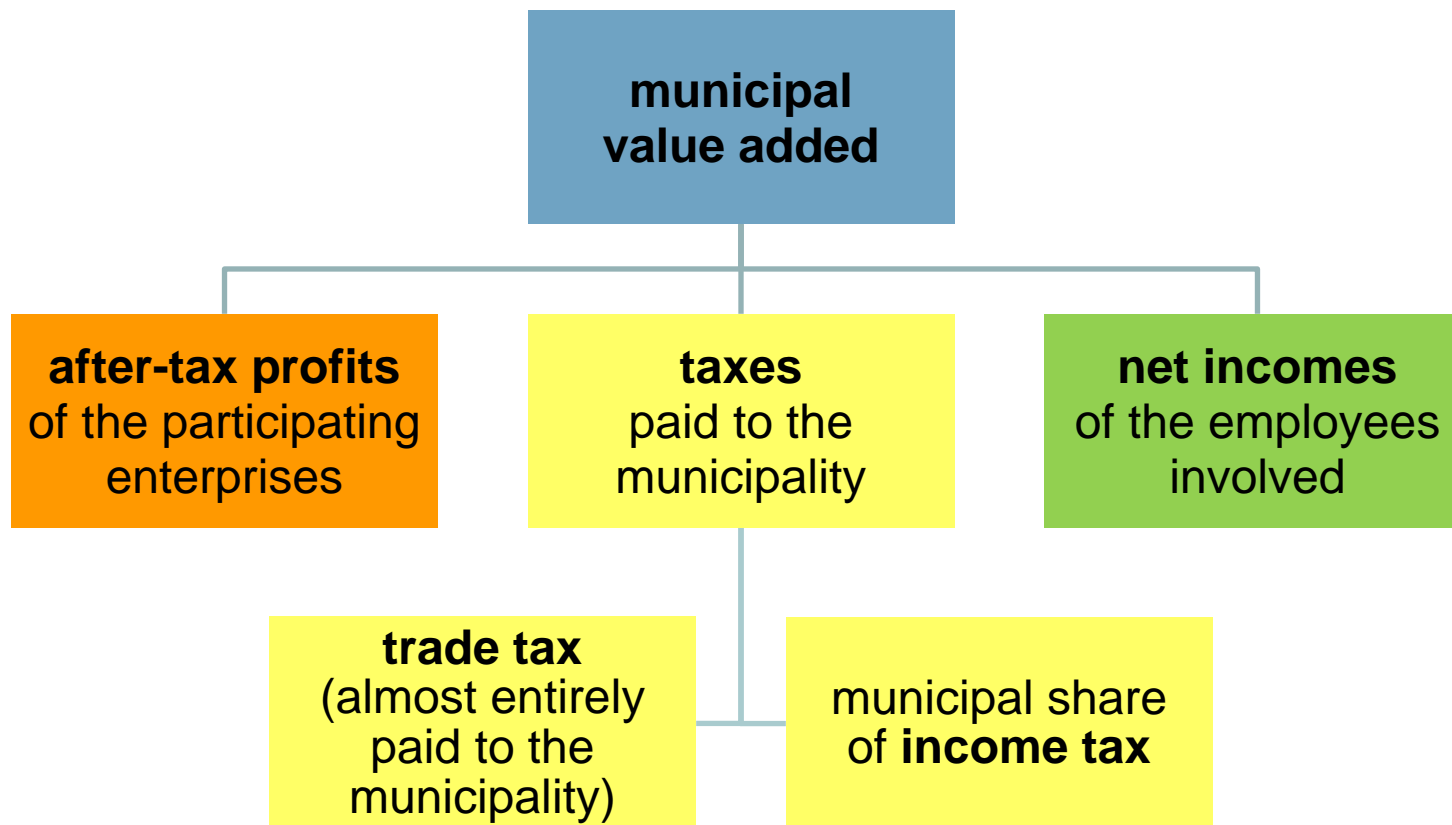 municipal
value added
after-tax profits
of the participating
enterprises
taxes
paid to the
municipality
net incomes
of the employees
involved
trade tax
(almost entirely
paid to the
municipality)
municipal share
of income tax